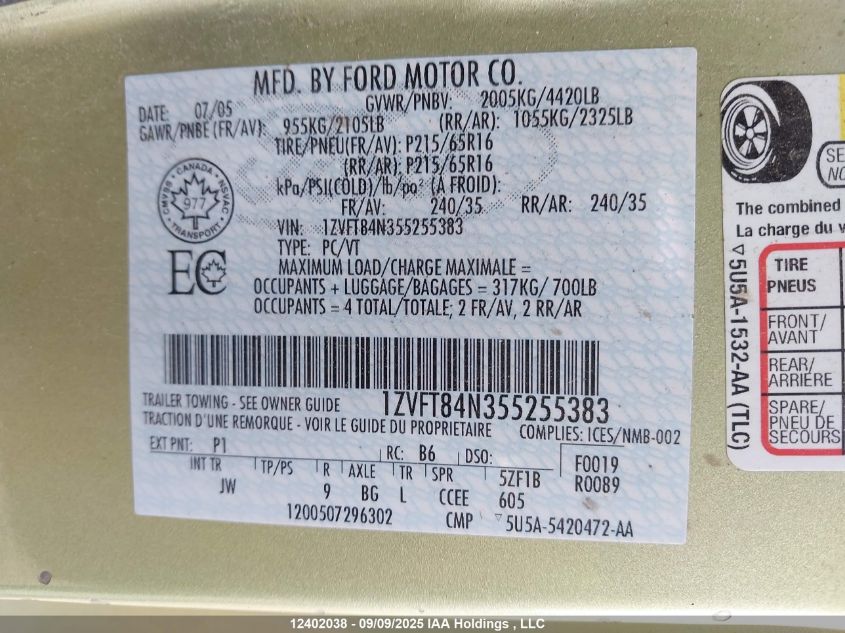 MFD. BY FORD MOTOR CO.
DATE: 07/05 GVWR/PNBV: 2005KG/4420LB
GAWR/PNBE (FR/AV): 955KG/2105LB (RR/AR): 1055KG/2325LB
TIRE/PNEU(FR/AV): P215/65R16
(RR/AR): P215/65R16
kPa/PSI(COLD)/lb/po² (À FROID):
FR/AV: 240/35 RR/AR: 240/35
VIN: 1ZVFT84N355255383
TYPE: PC/VT
MAXIMUM LOAD/CHARGE MAXIMALE =
OCCUPANTS + LUGGAGE/BAGAGES = 317KG/ 700LB
OCCUPANTS = 4 TOTAL/TOTALE; 2 FR/AV, 2 RR/AR
CANADA
CMVSS NSVAC
977
TRANSPORT
EC
TRAILER TOWING - SEE OWNER GUIDE 1ZVFT84N355255383
TRACTION D'UNE REMORQUE - VOIR LE GUIDE DU PROPRIETAIRE COMPLIES: ICES/NMB-002
EXT PNT: P1 RC: B6 DSO: F0019
INT TR TP/PS R AXLE TR SPR 5ZF1B R0089
JW 9 BG L CCEE 605
1200507296302 CMP ▽5U5A-5420472-AA
The combined
La charge du v
▽5U5A-1532-AA (TLC)
TIRE
PNEUS
FRONT/
AVANT
REAR/
ARRIÈRE
SPARE/
PNEU DE
SECOURS
12402038 - 09/09/2025 IAA Holdings , LLC